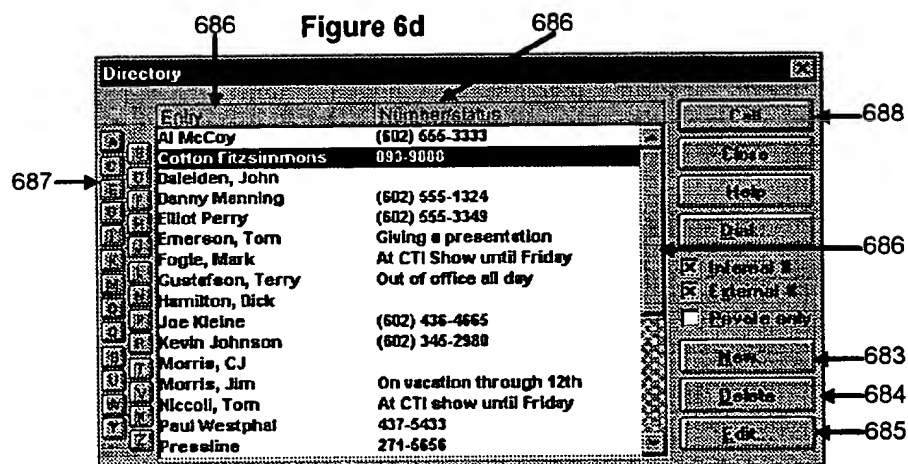 686 Figure 6d 686
Directory
Entry Number/status Call 688
Al McCoy (602) 555-3333
Cotton Fitzsimmons 893-9888 Close
687 Daleiden, John
Danny Manning (602) 555-1324 Help
Elliot Perry (602) 555-3349
Emerson, Tom Giving a presentation Dial... 686
Fogle, Mark At CTI Show until Friday Internal #
Gustafson, Terry Out of office all day External #
Hamilton, Dick
Joe Kleine (602) 436-4665 Private only
Kevin Johnson (602) 345-2980
Morris, CJ New... 683
Morris, Jim On vacation through 12th
Niccoli, Tom At CTI show until Friday Delete 684
Paul Westphal 437-5433
Pressline 271-5656 Edit... 685